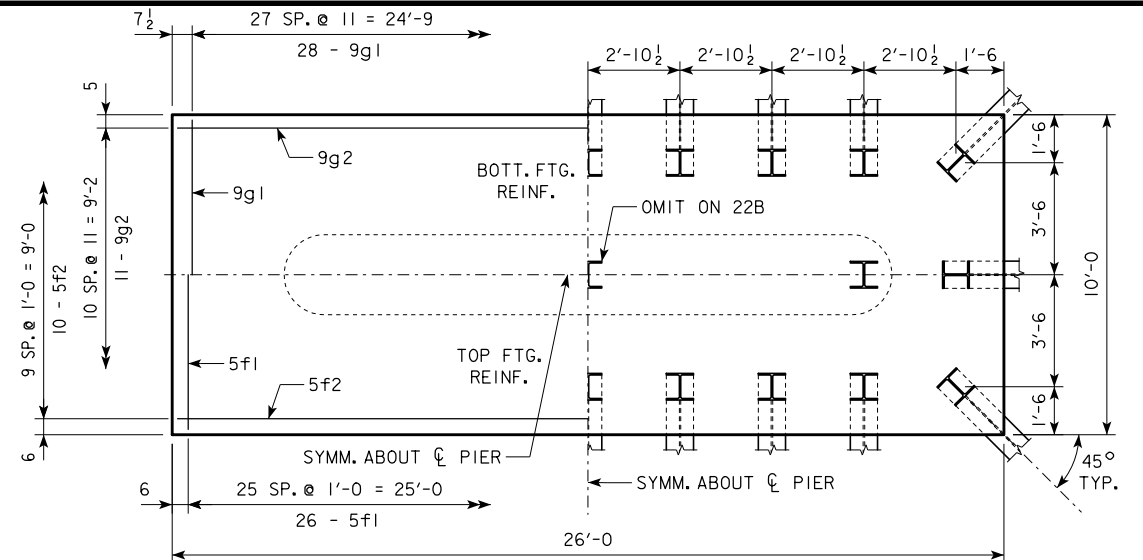 7½
27 SP. @ 11 = 24'-9
28 - 9g1
2'-10½
2'-10½
2'-10½
2'-10½
1'-6
5
9g2
BOTT. FTG.
REINF.
9g1
OMIT ON 22B
1'-6
3'-6
10'-0
3'-6
1'-6
9 SP. @ 1'-0 = 9'-0
10 - 5f2
10 SP. @ 11 = 9'-2
11 - 9g2
5f1
TOP FTG.
REINF.
5f2
6
SYMM. ABOUT ℄ PIER
SYMM. ABOUT ℄ PIER
45°
TYP.
6
25 SP. @ 1'-0 = 25'-0
26 - 5f1
26'-0